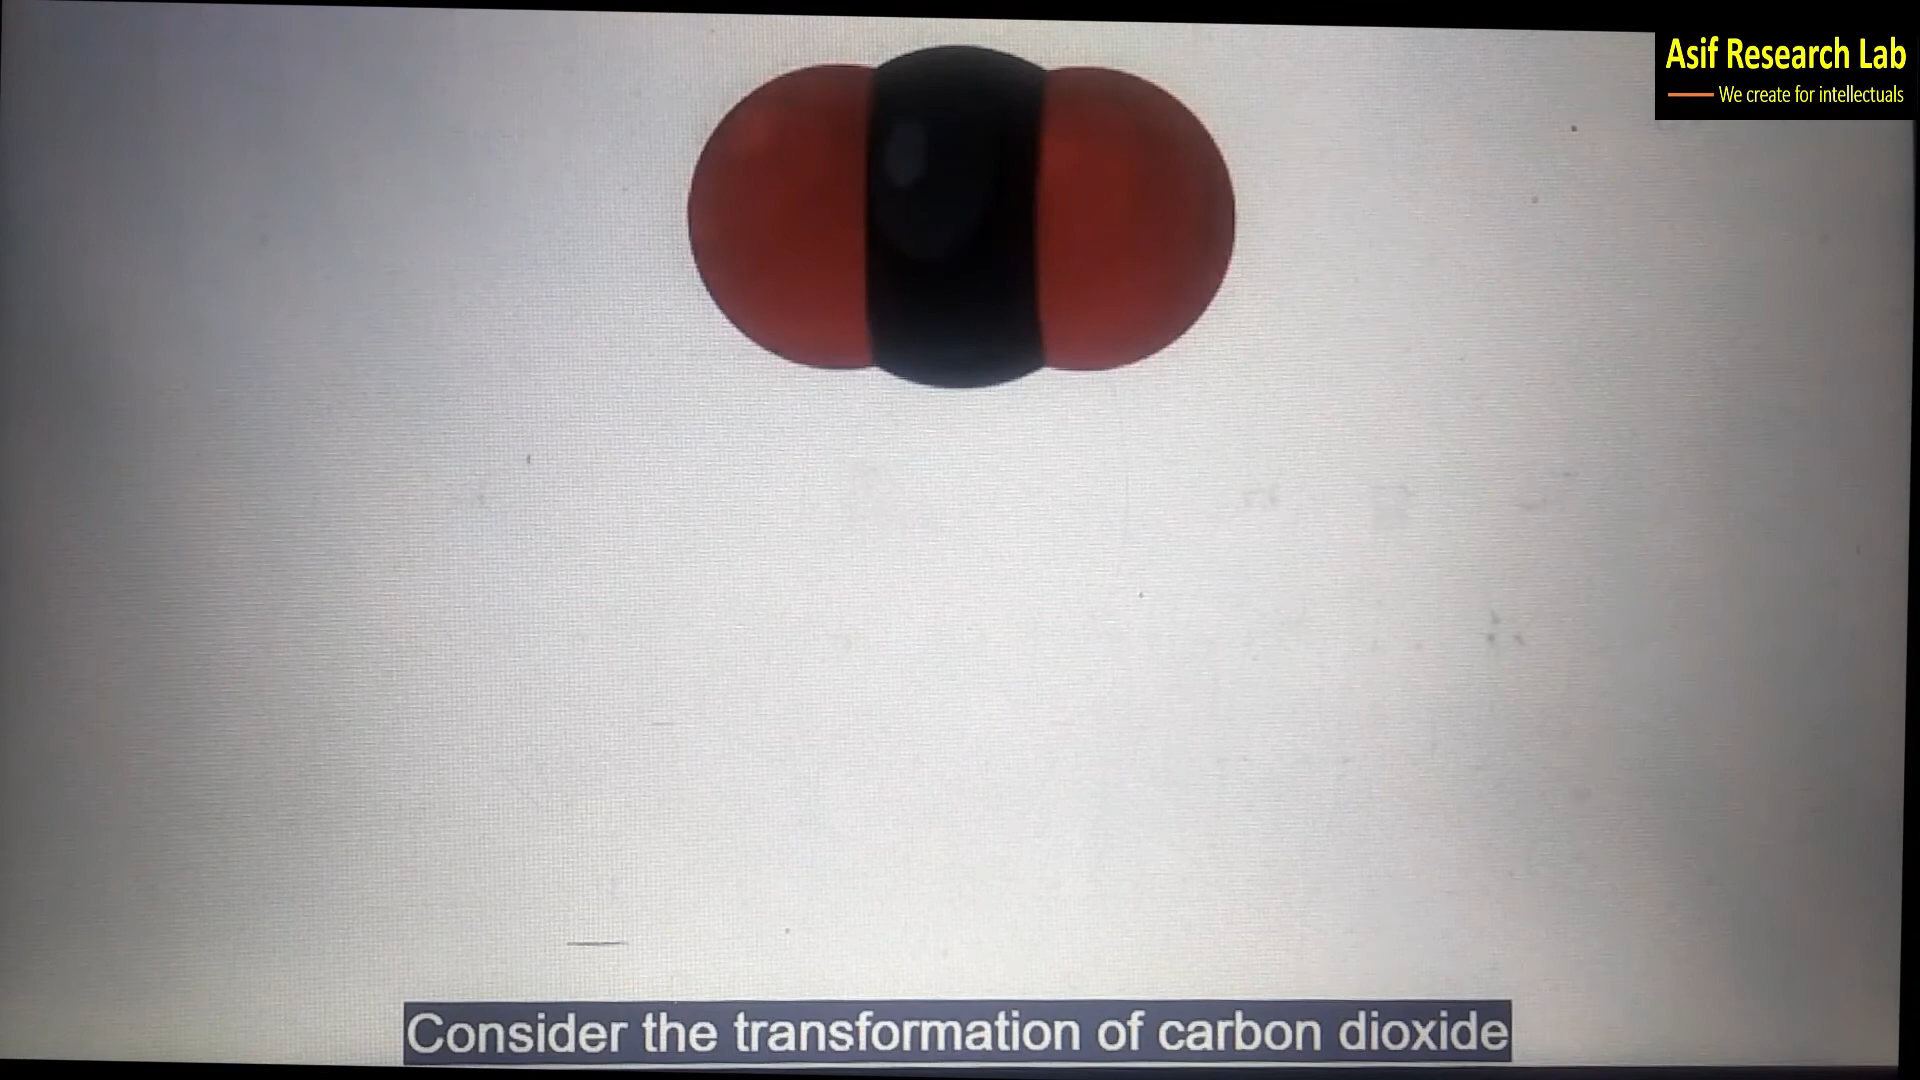 Asif Research Lab
We create for intellectuals
Consider the transformation of carbon dioxide